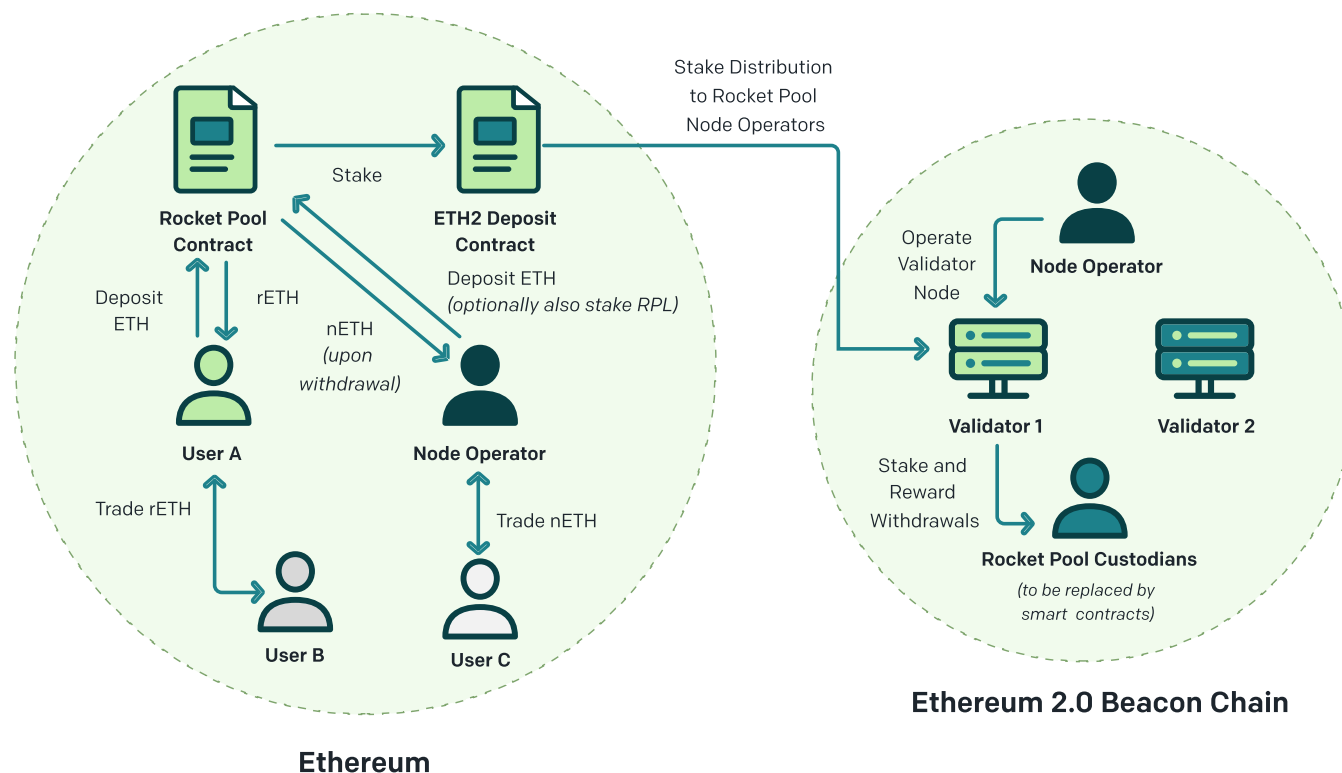 Stake Distribution
to Rocket Pool
Node Operators
Stake
Rocket Pool
Contract
ETH2 Deposit
Contract
Deposit
ETH
rETH
Deposit ETH
(optionally also stake RPL)
nETH
(upon
withdrawal)
User A
Node Operator
Trade rETH
Trade nETH
User B
User C
Ethereum
Operate
Validator
Node
Node Operator
Validator 1
Validator 2
Stake and
Reward
Withdrawals
Rocket Pool Custodians
(to be replaced by
smart contracts)
Ethereum 2.0 Beacon Chain